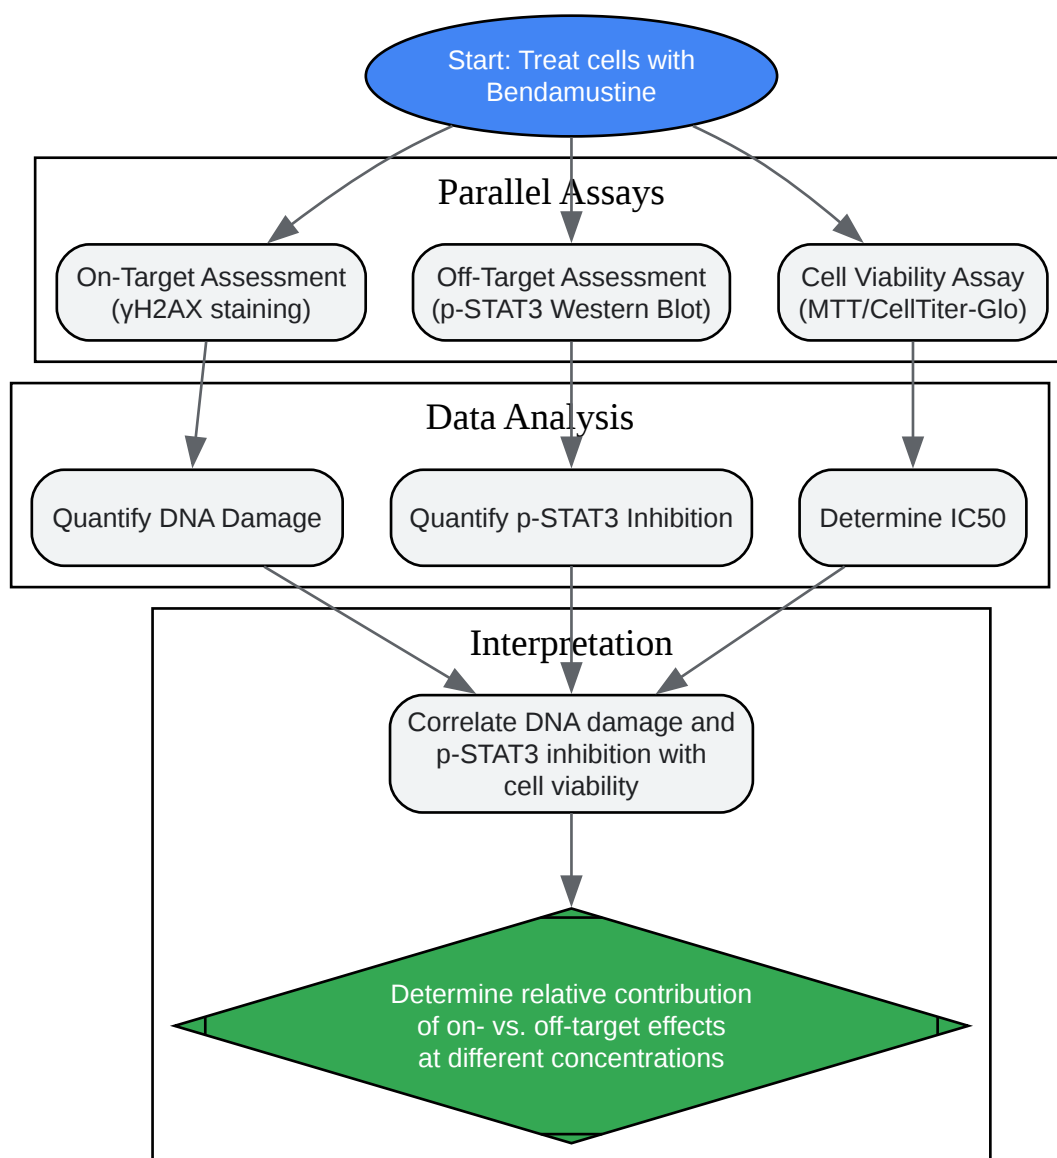 Start: Treat cells with
Bendamustine
Parallel Assays
On-Target Assessment
(γH2AX staining)
Off-Target Assessment
(p-STAT3 Western Blot)
Cell Viability Assay
(MTT/CellTiter-Glo)
Data Analysis
Quantify DNA Damage
Quantify p-STAT3 Inhibition
Determine IC50
Interpretation
Correlate DNA damage and
p-STAT3 inhibition with
cell viability
Determine relative contribution
of on- vs. off-target effects
at different concentrations